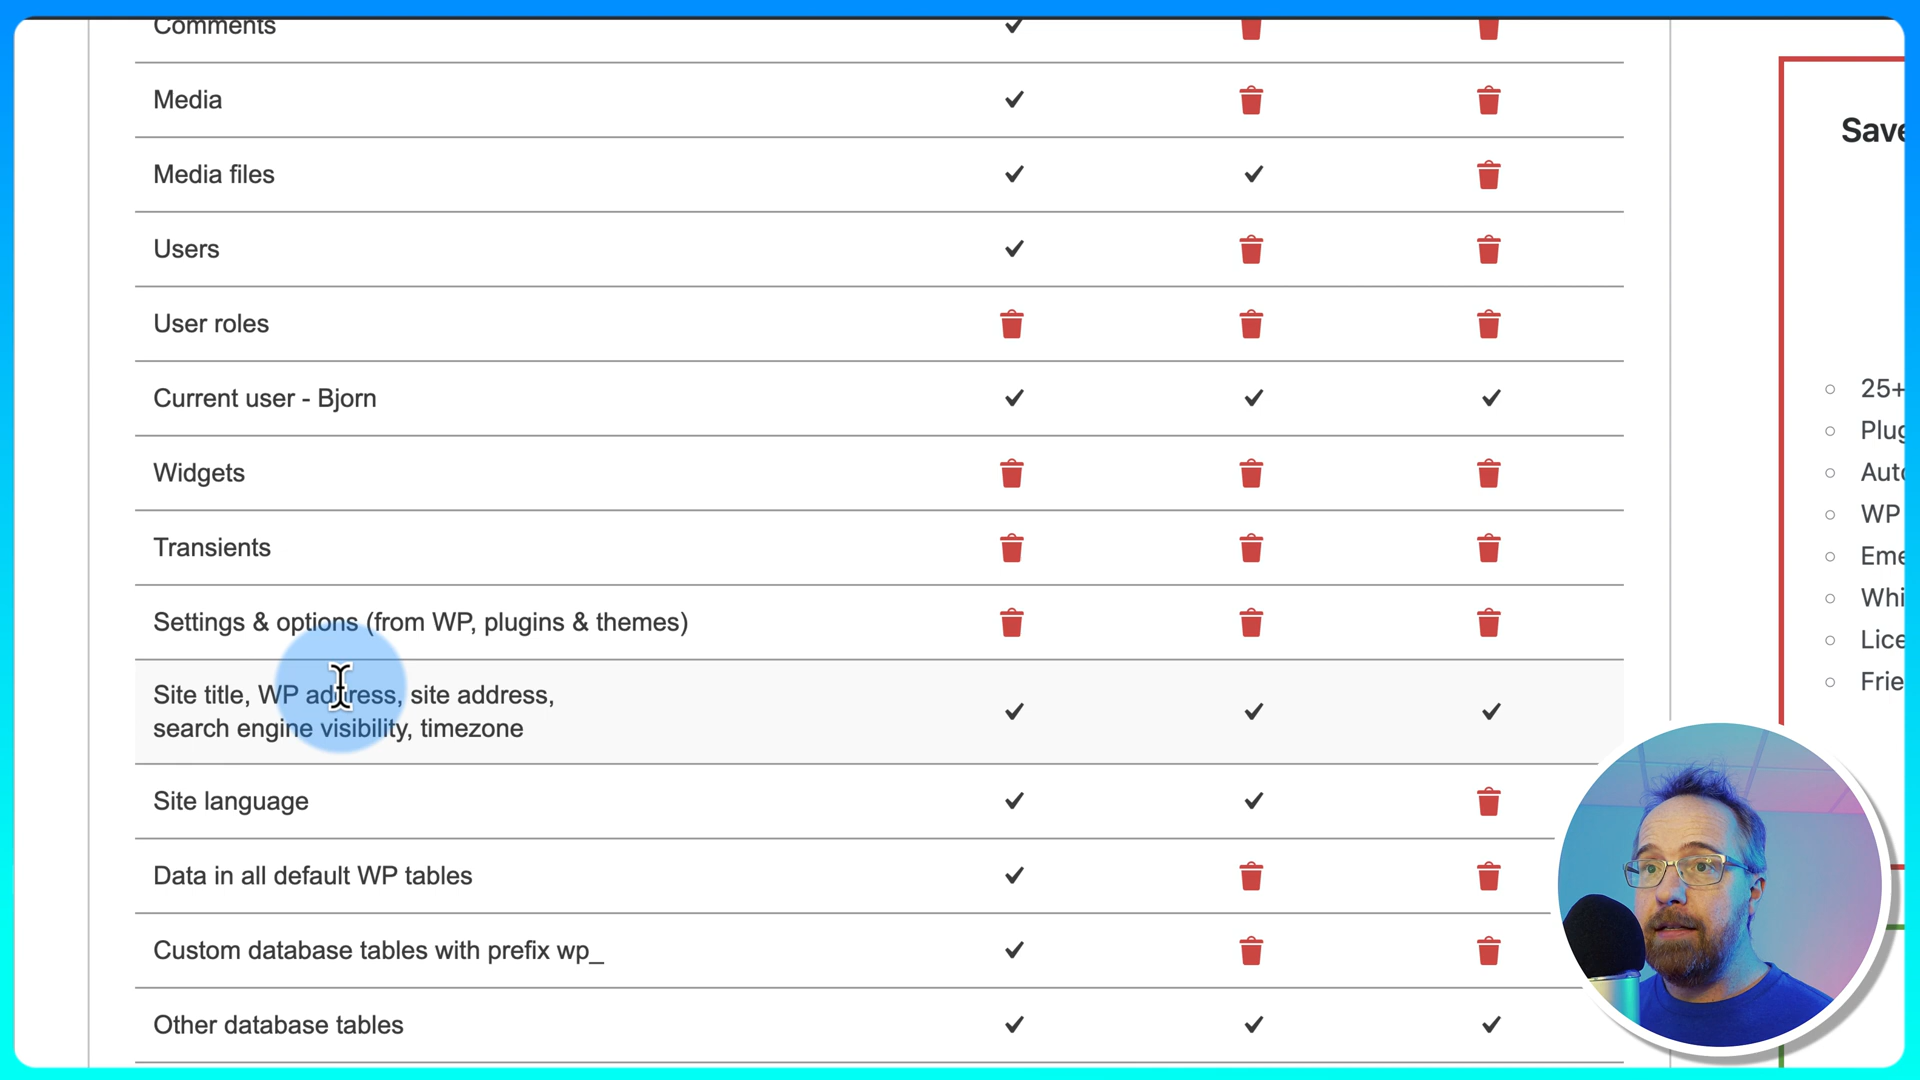 Comments
Media
Media files
Users
User roles
Current user - Bjorn
Widgets
Transients
Settings & options (from WP, plugins & themes)
Site title, WP address, site address,
search engine visibility, timezone
Site language
Data in all default WP tables
Custom database tables with prefix wp_
Other database tables
Save
25+
Plug
Auto
WP
Eme
Whi
Lice
Frie